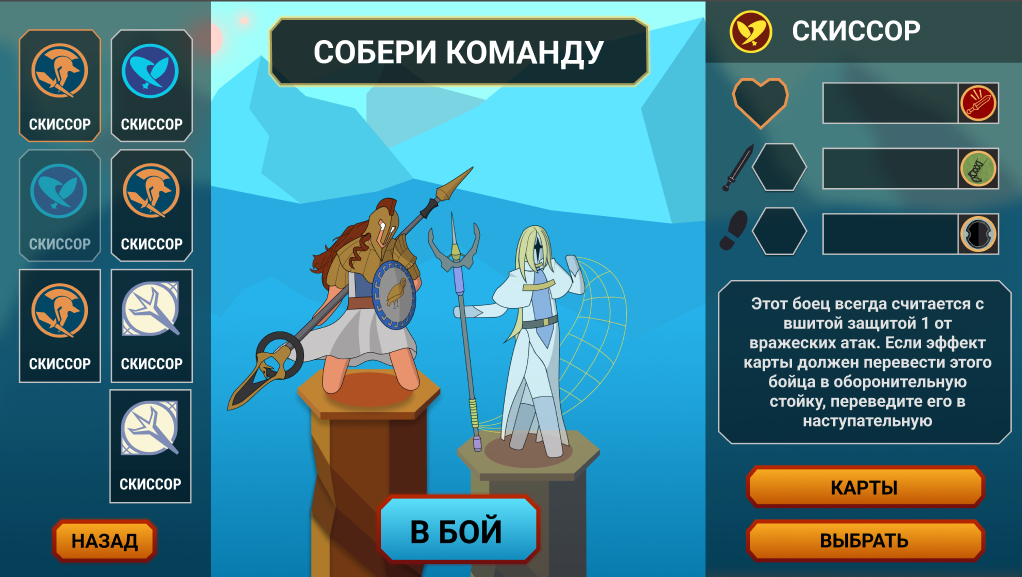 СОБЕРИ КОМАНДУ
СКИССОР
СКИССОР
СКИССОР
СКИССОР
СКИССОР
СКИССОР
СКИССОР
НАЗАД
В БОЙ
СКИССОР
Этот боец всегда считается с
вшитой защитой 1 от
вражеских атак. Если эффект
карты должен перевести этого
бойца в оборонительную
стойку, переведите его в
наступательную
КАРТЫ
ВЫБРАТЬ